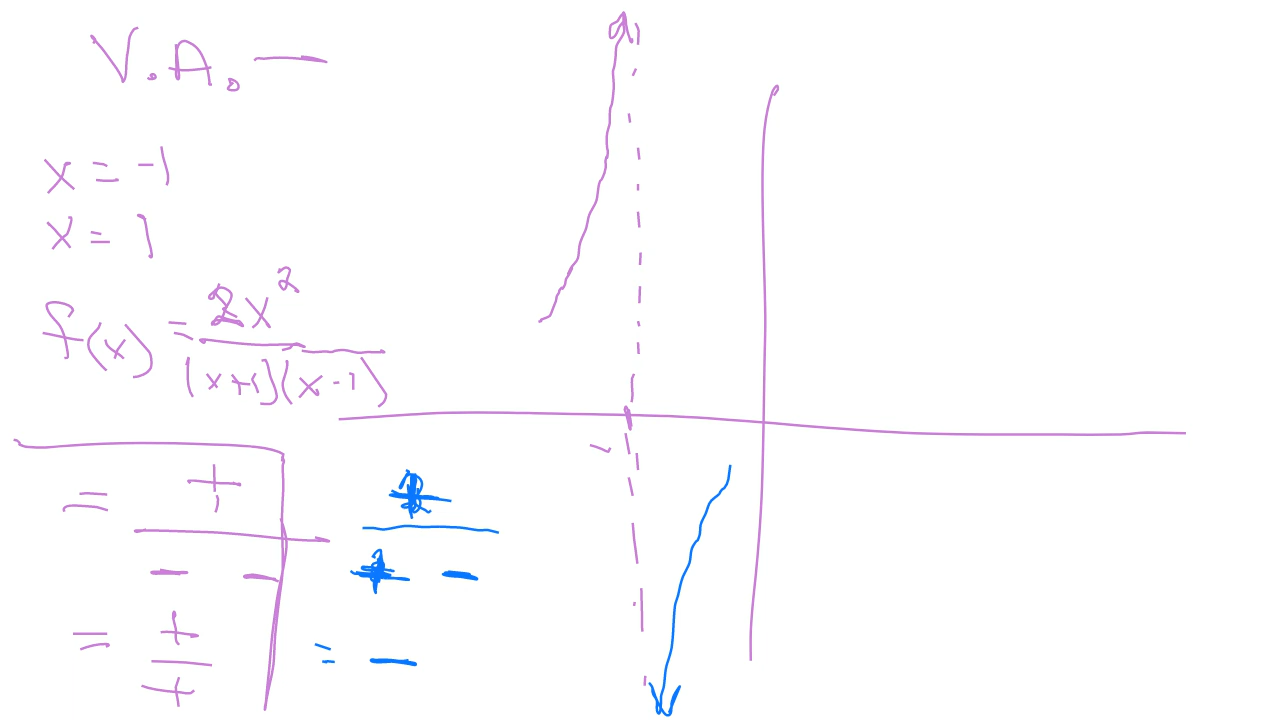 V.A. —
x = -1
x = 1
f(x) = 2x² / (x+1)(x-1)
= + / - -
= + / +
+ / + -
= -